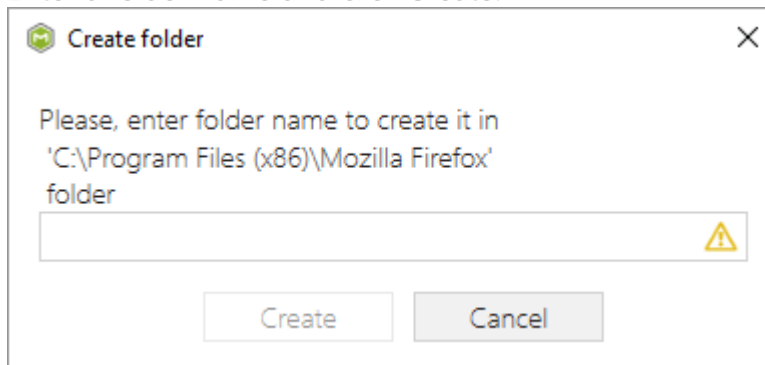 Create folder
Please, enter folder name to create it in
'C:\Program Files (x86)\Mozilla Firefox'
folder
Create
Cancel